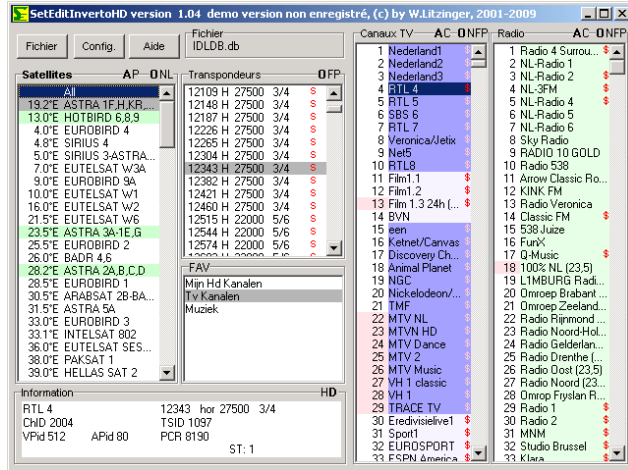 SetEditInvertoHD version 1.04 demo version non enregistré, (c) by W.Litzinger, 2001-2009
Fichier
Config.
Aide
Fichier
IDLDB.db
Satellites AP ONL
All
19.2°E ASTRA 1F,H,KR,...
13.0°E HOTBIRD 6,8,9
4.0°E EUROBIRD 4
4.8°E SIRIUS 4
5.0°E SIRIUS 3-ASTRA...
7.0°E EUTELSAT W3A
9.0°E EUROBIRD 9A
10.0°E EUTELSAT W1
16.0°E EUTELSAT W2
21.5°E EUTELSAT W6
23.5°E ASTRA 3A-1E,G
25.5°E EUROBIRD 2
26.0°E BADR 4,6
28.2°E ASTRA 2A,B,C,D
28.5°E EUROBIRD 1
30.5°E ARABSAT 2B-BA...
31.5°E ASTRA 5A
33.0°E EUROBIRD 3
33.1°E INTELSAT 802
36.0°E EUTELSAT SES...
38.0°E PAKSAT 1
39.0°E HELLAS SAT 2
Transpondeurs OFP
12109 H 27500 3/4 S
12148 H 27500 3/4 S
12187 H 27500 3/4 S
12226 H 27500 3/4 S
12265 H 27500 3/4 S
12304 H 27500 3/4 S
12343 H 27500 3/4 S
12382 H 27500 3/4 S
12421 H 27500 3/4 S
12460 H 27500 3/4 S
12515 H 22000 5/6 S
12544 H 22000 5/6 S
12574 H 22000 5/6 S
FAV
Mijn Hd Kanalen
Tv Kanalen
Muziek
Canaux TV AC ONFP
1 Nederland1 $
2 Nederland2 $
3 Nederland3 $
4 RTL 4 $
5 RTL 5 $
6 SBS 6 $
7 RTL 7 $
8 Veronica/Jetix $
9 Net5 $
10 RTL8 $
11 Film1.1 $
12 Film1.2 $
13 Film 1.3 24h (... $
14 BVN
15 een $
16 Ketnet/Canvas $
17 Discovery Ch... $
18 Animal Planet $
19 NGC $
20 Nickelodeon/... $
21 TMF $
22 MTV NL $
23 MTVN HD $
24 MTV Dance $
25 MTV 2 $
26 MTV Music $
27 VH 1 classic $
28 VH 1 $
29 TRACE TV $
30 Eredivisielive1 $
31 Sport1 $
32 EUROSPORT $
33 ESPN America $
Radio AC ONFP
1 Radio 4 Surrou... $
2 NL-Radio 1
3 NL-Radio 2 $
4 NL-3FM $
5 NL-Radio 4 $
6 NL-Radio 5
7 NL-Radio 6
8 Sky Radio
9 RADIO 10 GOLD
10 Radio 538
11 Arrow Classic Ro...
12 KINK FM
13 Radio Veronica
14 Classic FM $
15 538 Juize
16 FunX
17 Q-Music $
18 100% NL (23,5)
19 L1MBURG Radi...
20 Omroep Brabant ...
21 Omroep Zeeland...
22 Radio Rijnmond ...
23 Radio Noord-Hol...
24 Radio Gelderlan...
25 Radio Drenthe (...
26 Radio Oost (23,5)
27 Radio Noord (23...
28 Omrop Fryslan R...
29 Radio 1 $
30 Radio 2 $
31 MNM $
32 Studio Brussel $
33 Klara $
Information HD
RTL 4 12343 hor 27500 3/4
ChID 2004 TSID 1097
VPid 512 APid 80 PCR 8190
ST: 1